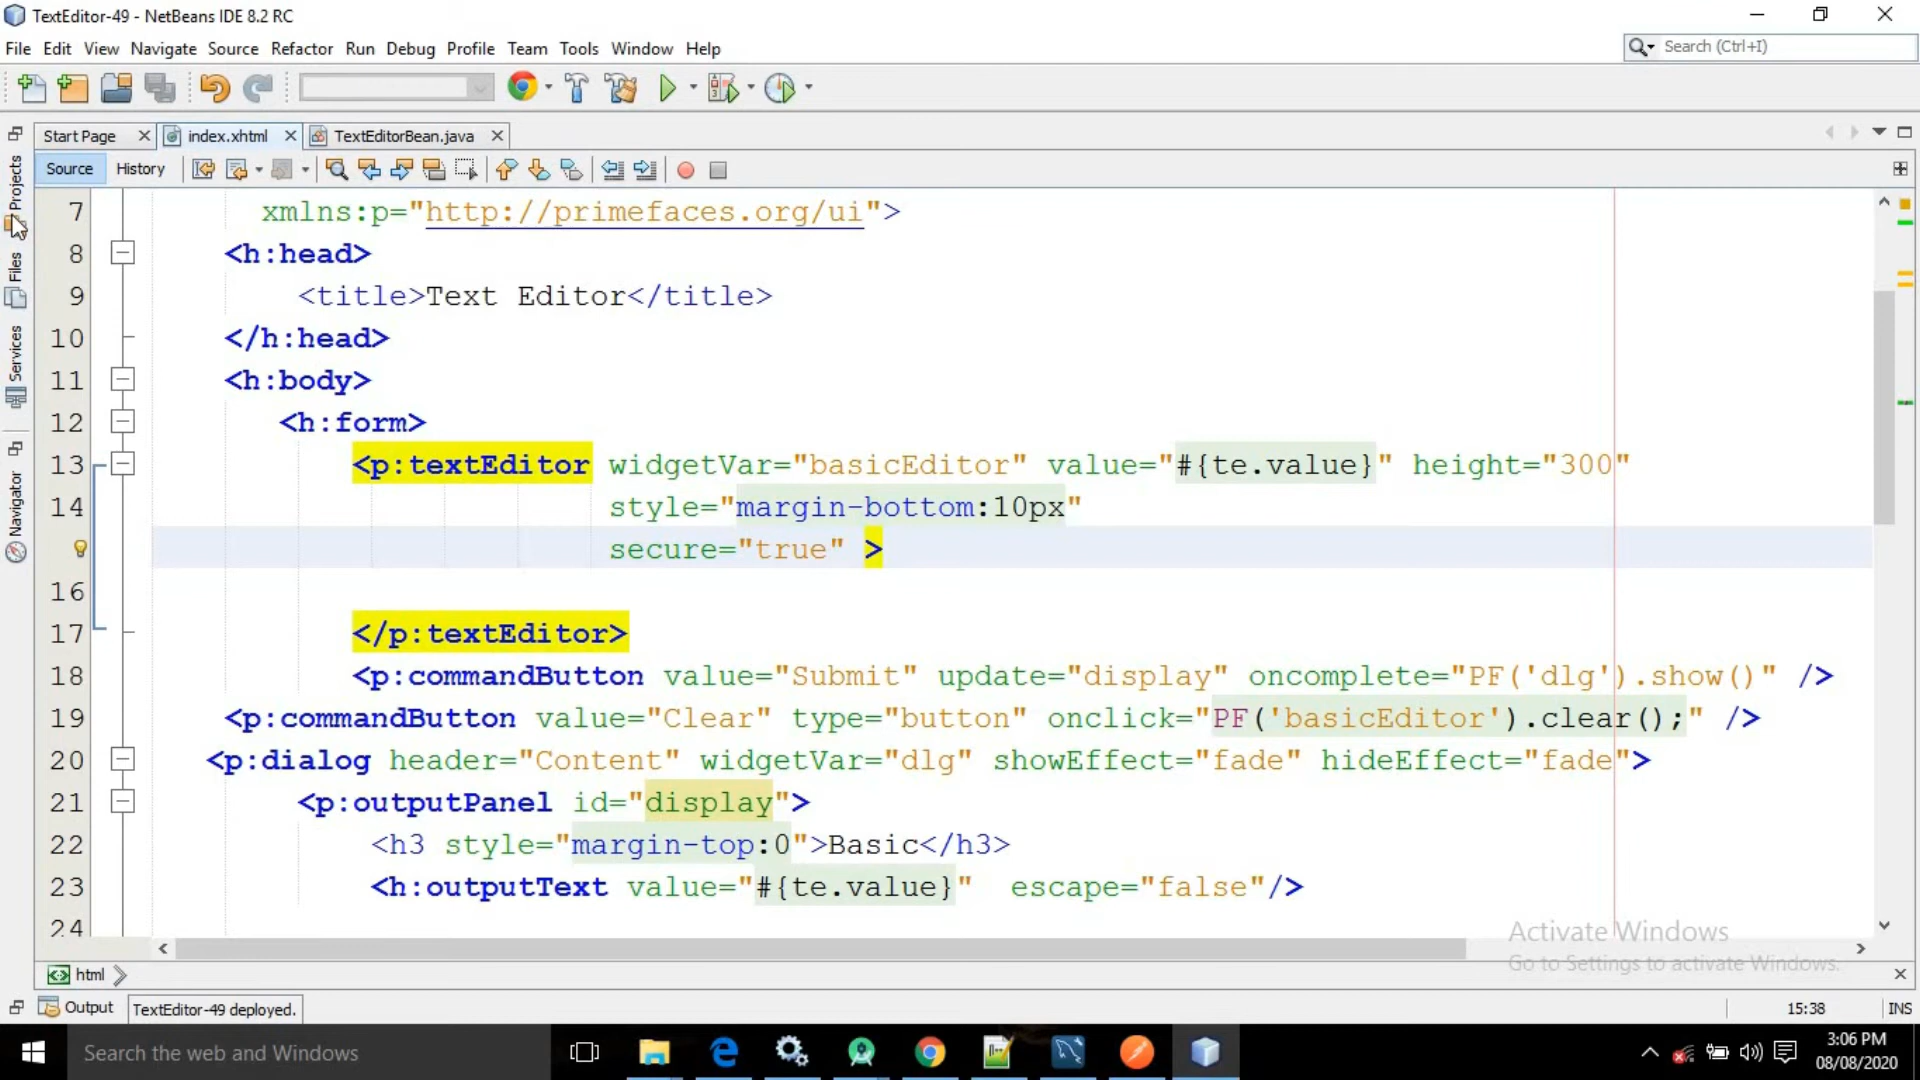 TextEditor-49 - NetBeans IDE 8.2 RC
File Edit View Navigate Source Refactor Run Debug Profile Team Tools Window Help
Search (Ctrl+I)
Start Page index.xhtml TextEditorBean.java
Source History
Projects
Files
Services
Navigator
7 xmlns:p="http://primefaces.org/ui">
8 <h:head>
9 <title>Text Editor</title>
10 </h:head>
11 <h:body>
12 <h:form>
13 <p:textEditor widgetVar="basicEditor" value="#{te.value}" height="300"
14 style="margin-bottom:10px"
secure="true" >
16
17 </p:textEditor>
18 <p:commandButton value="Submit" update="display" oncomplete="PF('dlg').show()" />
19 <p:commandButton value="Clear" type="button" onclick="PF('basicEditor').clear();" />
20 <p:dialog header="Content" widgetVar="dlg" showEffect="fade" hideEffect="fade">
21 <p:outputPanel id="display">
22 <h3 style="margin-top:0">Basic</h3>
23 <h:outputText value="#{te.value}" escape="false"/>
24
Activate Windows
Go to Settings to activate Windows.
html
Output TextEditor-49 deployed. 15:38 INS
Search the web and Windows
3:06 PM
08/08/2020